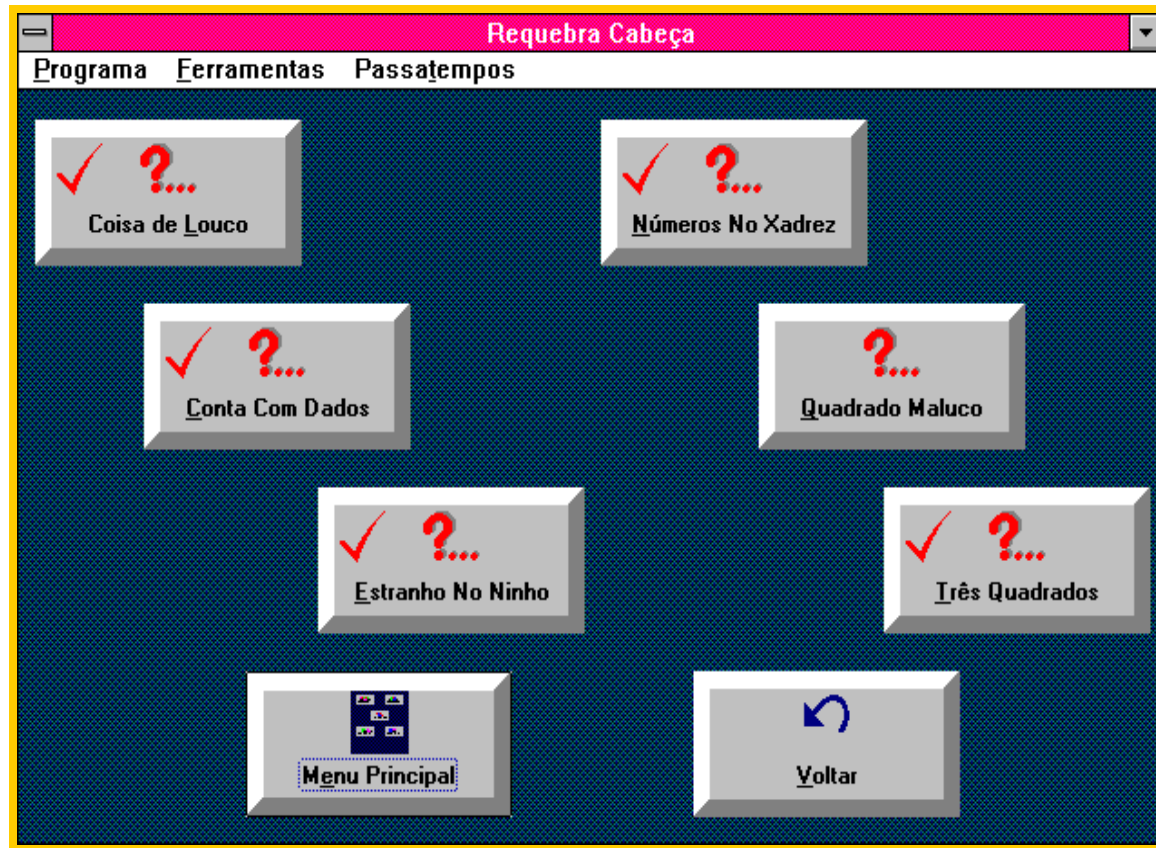 Requebra Cabeça
Programa Ferramentas Passatempos
?... ?...
Coisa de Louco Números No Xadrez
?... ?...
Conta Com Dados Quadrado Maluco
?... ?...
Estranho No Ninho Três Quadrados
Menu Principal Voltar